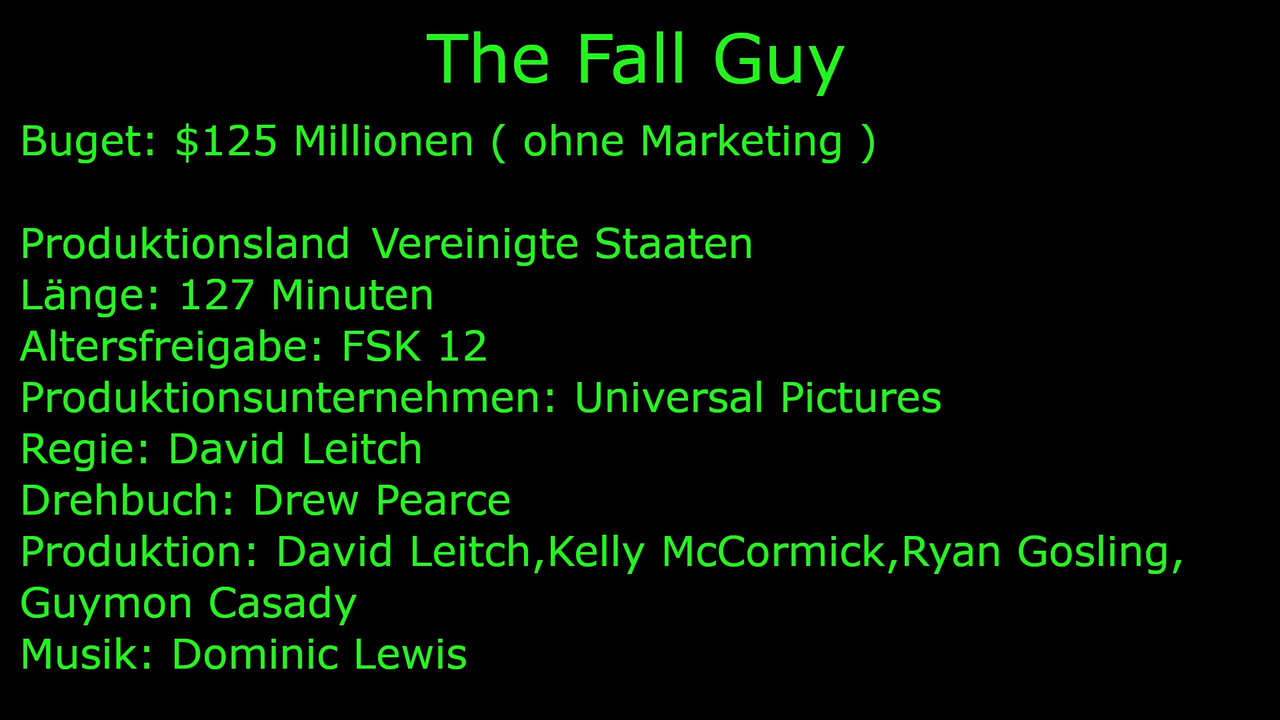 The Fall Guy
Buget: $125 Millionen ( ohne Marketing )
Produktionsland Vereinigte Staaten
Länge: 127 Minuten
Altersfreigabe: FSK 12
Produktionsunternehmen: Universal Pictures
Regie: David Leitch
Drehbuch: Drew Pearce
Produktion: David Leitch,Kelly McCormick,Ryan Gosling,
Guymon Casady
Musik: Dominic Lewis